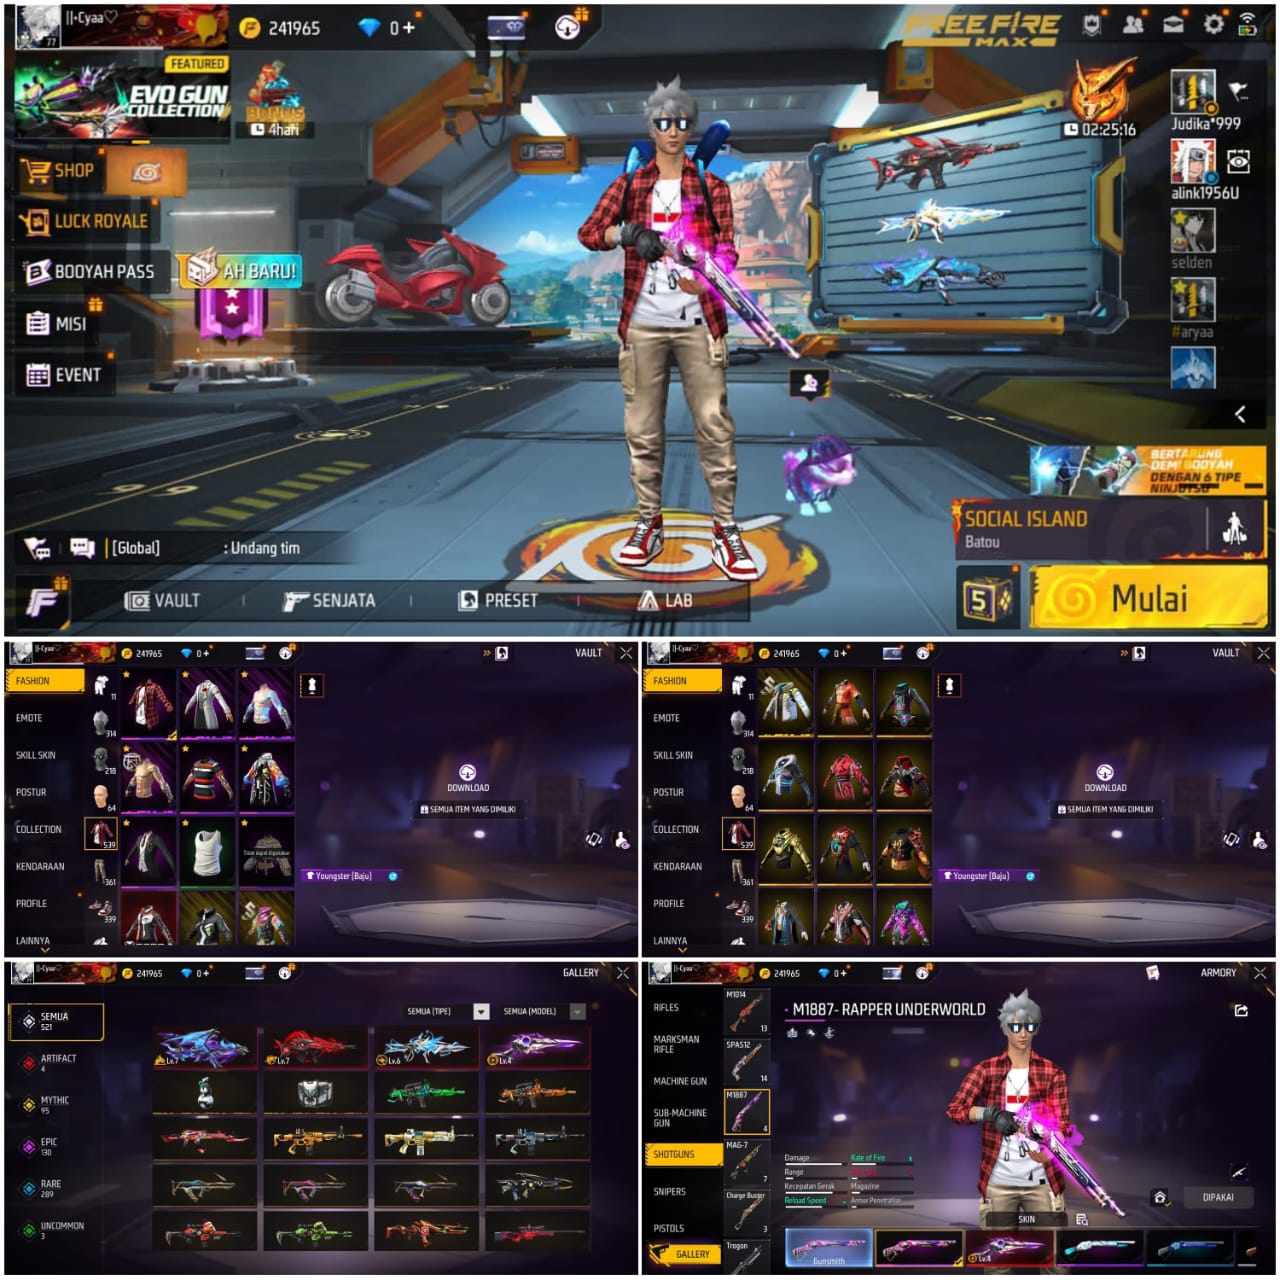 ||•Cyaa♡
77
241965
0 +
FREE FIRE
MAX
FEATURED
EVO GUN
COLLECTION
BONUS
4hari
02:25:16
Judika*999
alink1956U
selden
#aryaa
SHOP
LUCK ROYALE
BOOYAH PASS
AH BARU!
MISI
EVENT
BERTARUNG
DEMI BOOYAH
DENGAN 6 TIPE
NINJUTSU
SOCIAL ISLAND
Batou
[Global] : Undang tim
VAULT
SENJATA
PRESET
LAB
5
Mulai
||•Cyaa♡
241965
0 +
VAULT
FASHION
EMOTE
SKILL SKIN
POSTUR
COLLECTION
KENDARAAN
PROFILE
LAINNYA
11
314
218
64
539
361
339
Tidak dapat digunakan
DOWNLOAD
SEMUA ITEM YANG DIMILIKI
Youngster (Baju)
||•Cyaa♡
241965
0 +
VAULT
FASHION
EMOTE
SKILL SKIN
POSTUR
COLLECTION
KENDARAAN
PROFILE
LAINNYA
11
314
218
64
539
361
339
DOWNLOAD
SEMUA ITEM YANG DIMILIKI
Youngster (Baju)
||•Cyaa♡
241965
0 +
GALLERY
SEMUA
521
ARTIFACT
4
MYTHIC
95
EPIC
130
RARE
289
UNCOMMON
3
SEMUA (TIPE)
SEMUA (MODEL)
Lv.7
Lv.7
Lv.6
Lv.4
||•Cyaa♡
241965
0 +
ARMORY
RIFLES
MARKSMAN
RIFLE
MACHINE GUN
SUB-MACHINE
GUN
SHOTGUNS
SNIPERS
PISTOLS
GALLERY
M1014
13
SPAS12
14
M1887
4
MAG-7
7
Charge Buster
3
Trogon
M1887- RAPPER UNDERWORLD
Damage
Rate of Fire
Range
Kecepatan Gerak
Magazine
Reload Speed
Armor Penetration
SKIN
DIPAKAI
Gunsmith
Lv.4